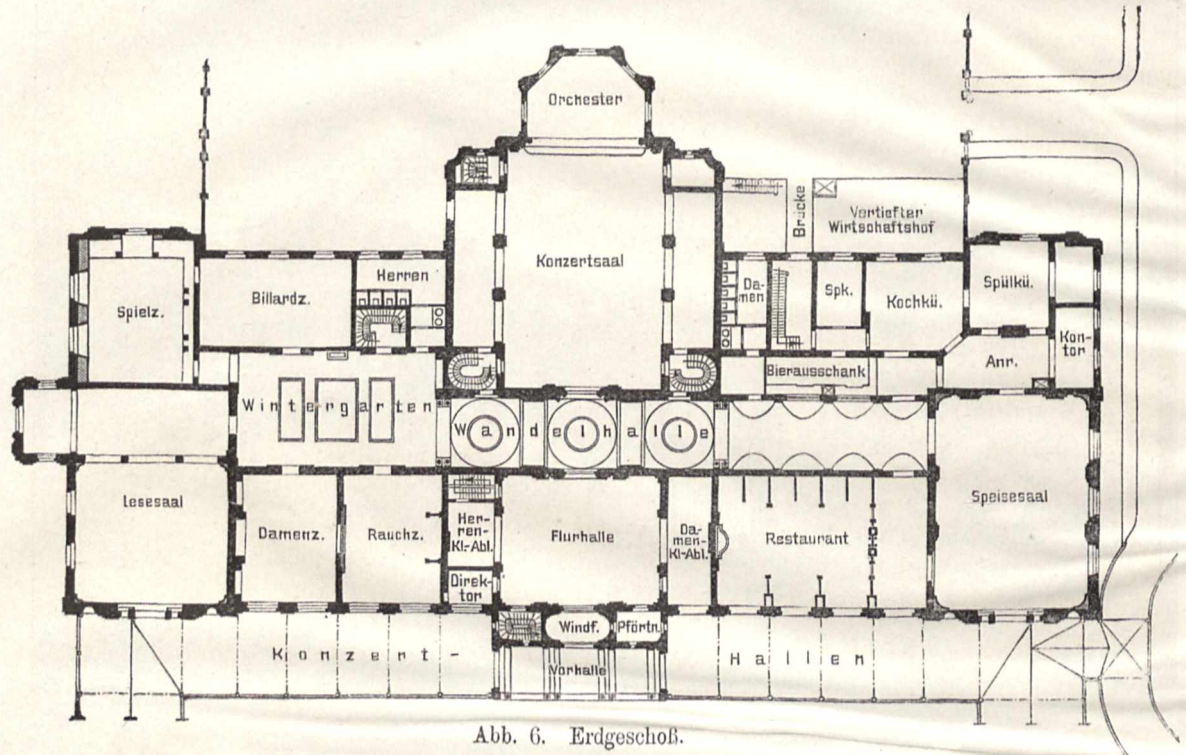 Orchester
Brücke
Vertiefter
Wirtschaftshof
Konzertsaal
Herren
Da-
men
Spk.
Kochkü.
Spülkü.
Billardz.
Spielz.
Kon-
tor
Anr.
Bierausschank
Wintergarten
Wandelhalle
Lesesaal
Damenz.
Rauchz.
Her-
ren-
Kl.-Abl.
Flurhalle
Da-
men-
Kl.-Abl.
Restaurant
Speisesaal
Direk-
tor
Windf.
Pförtn.
Konzert-
Hallen
Vorhalle
Abb. 6. Erdgeschoß.